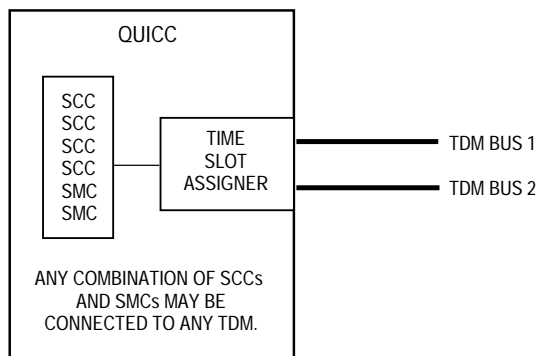 QUICC
SCC
SCC
SCC
SCC
SMC
SMC
TIME
SLOT
ASSIGNER
TDM BUS 1
TDM BUS 2
ANY COMBINATION OF SCCs
AND SMCs MAY BE
CONNECTED TO ANY TDM.